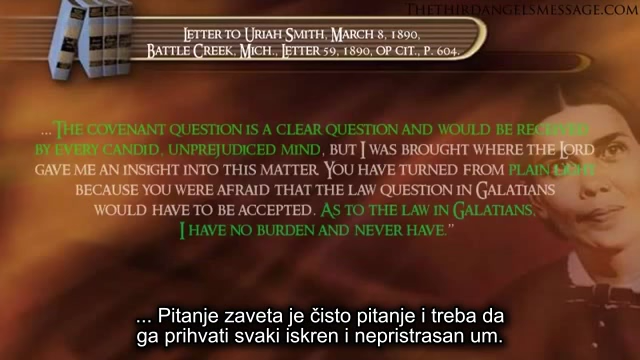 TheThirdAngelsMessage.com
Letter to Uriah Smith, March 8, 1890,
Battle Creek, Mich., Letter 59, 1890, op cit., p. 604.
... The covenant question is a clear question and would be received
by every candid, unprejudiced mind, but I was brought where the Lord
gave me an insight into this matter. You have turned from plain light
because you were afraid that the law question in Galatians
would have to be accepted. As to the law in Galatians,
I have no burden and never have."
... Pitanje zaveta je čisto pitanje i treba da
ga prihvati svaki iskren i nepristrasan um.